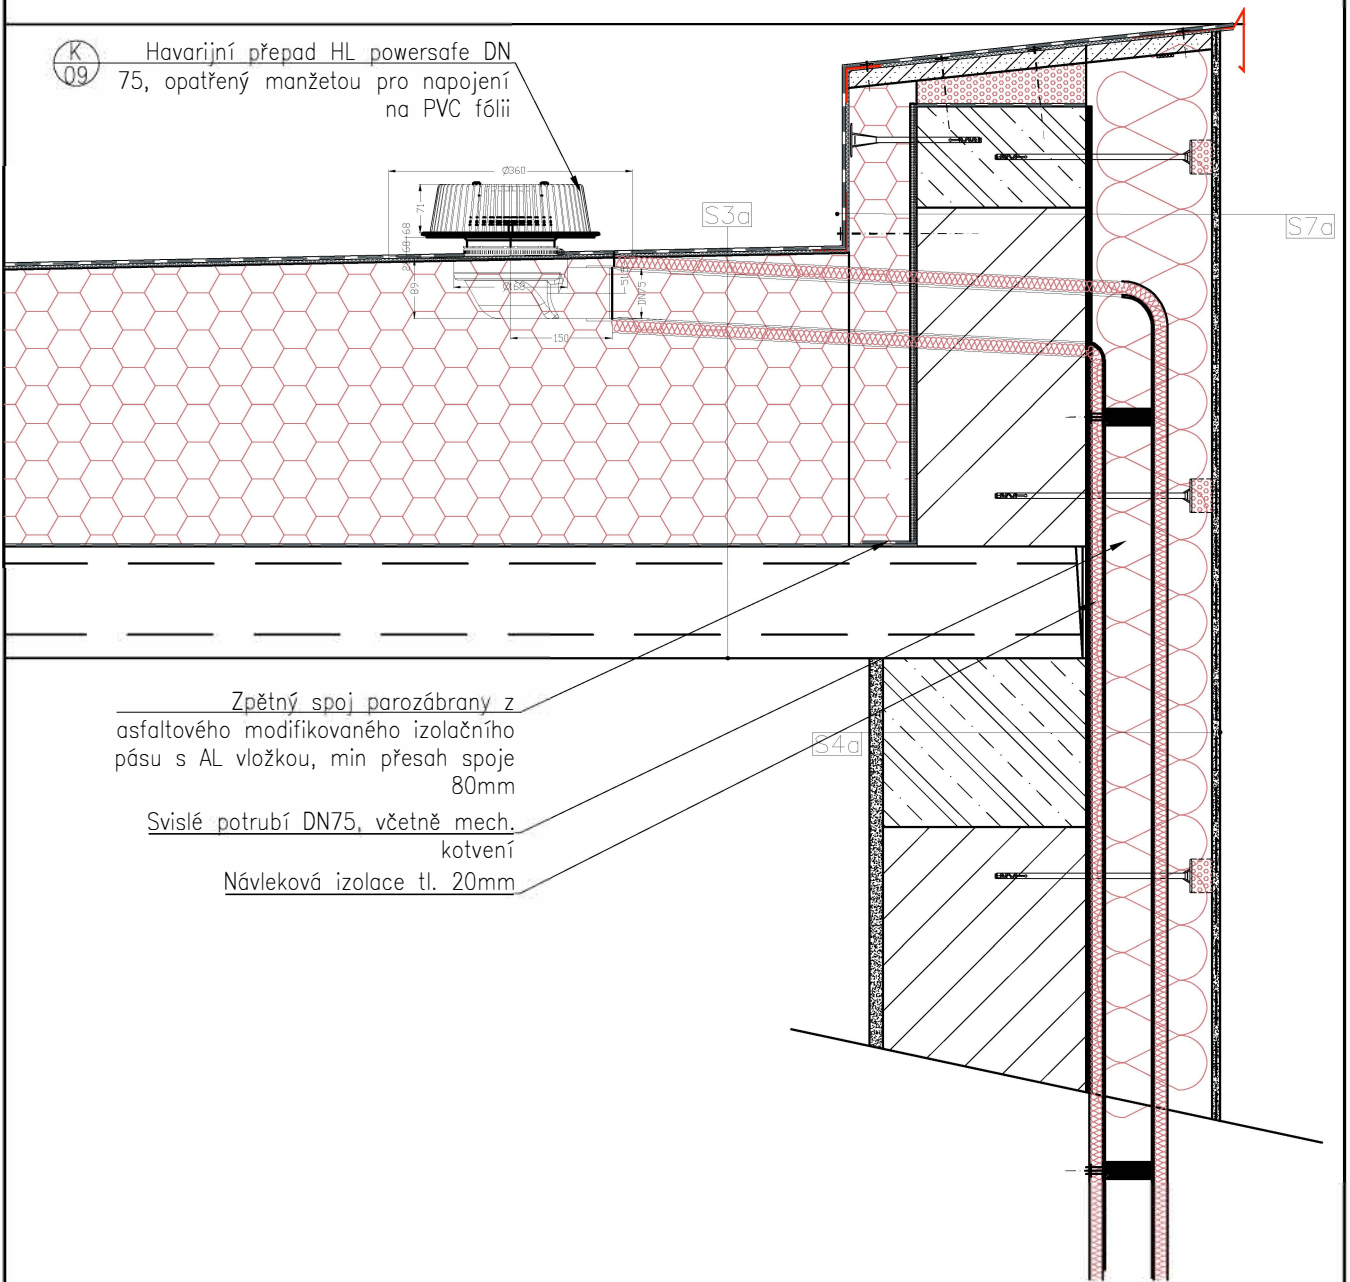 K
09
Havarijní přepad HL powersafe DN
75, opatřený manžetou pro napojení
na PVC fólii
Ø360
71
Ø168
89
150
DN75
S3a
S7a
S4a
Zpětný spoj parozábrany z
asfaltového modifikovaného izolačního
pásu s AL vložkou, min přesah spoje
80mm
Svislé potrubí DN75, včetně mech.
kotvení
Návleková izolace tl. 20mm